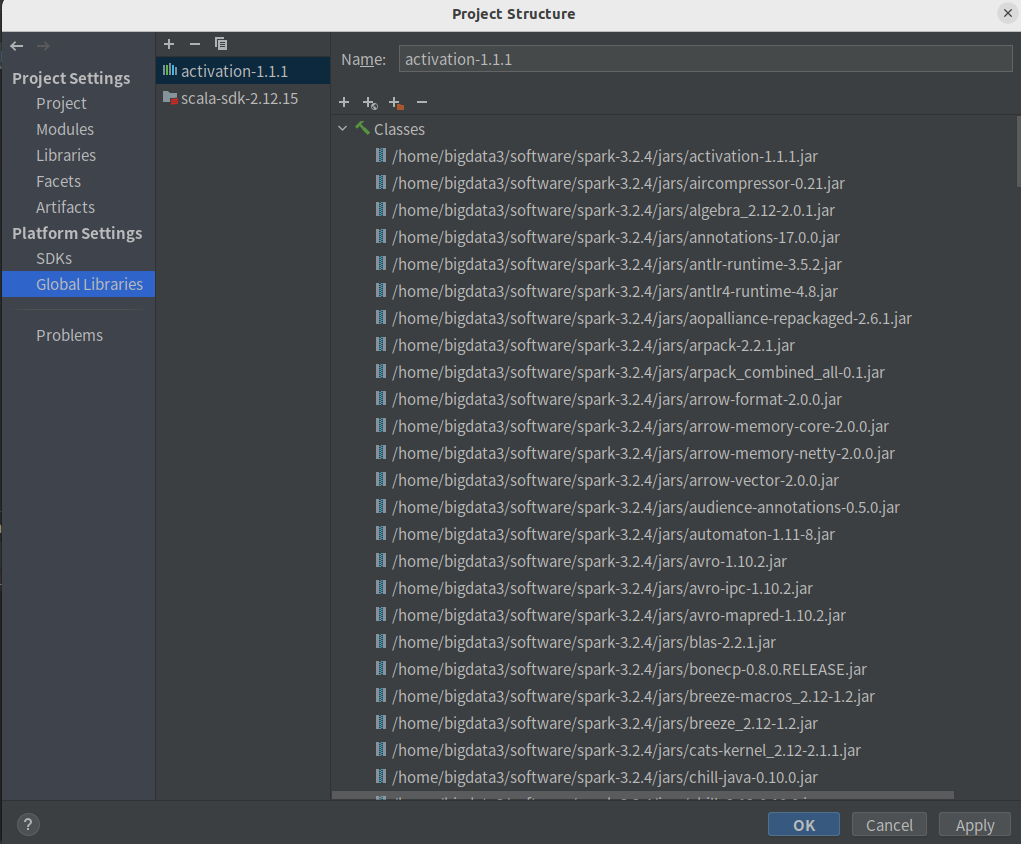 Project Structure
Project Settings
Project
Modules
Libraries
Facets
Artifacts
Platform Settings
SDKs
Global Libraries
Problems
activation-1.1.1
scala-sdk-2.12.15
Name: activation-1.1.1
Classes
/home/bigdata3/software/spark-3.2.4/jars/activation-1.1.1.jar
/home/bigdata3/software/spark-3.2.4/jars/aircompressor-0.21.jar
/home/bigdata3/software/spark-3.2.4/jars/algebra_2.12-2.0.1.jar
/home/bigdata3/software/spark-3.2.4/jars/annotations-17.0.0.jar
/home/bigdata3/software/spark-3.2.4/jars/antlr-runtime-3.5.2.jar
/home/bigdata3/software/spark-3.2.4/jars/antlr4-runtime-4.8.jar
/home/bigdata3/software/spark-3.2.4/jars/aopalliance-repackaged-2.6.1.jar
/home/bigdata3/software/spark-3.2.4/jars/arpack-2.2.1.jar
/home/bigdata3/software/spark-3.2.4/jars/arpack_combined_all-0.1.jar
/home/bigdata3/software/spark-3.2.4/jars/arrow-format-2.0.0.jar
/home/bigdata3/software/spark-3.2.4/jars/arrow-memory-core-2.0.0.jar
/home/bigdata3/software/spark-3.2.4/jars/arrow-memory-netty-2.0.0.jar
/home/bigdata3/software/spark-3.2.4/jars/arrow-vector-2.0.0.jar
/home/bigdata3/software/spark-3.2.4/jars/audience-annotations-0.5.0.jar
/home/bigdata3/software/spark-3.2.4/jars/automaton-1.11-8.jar
/home/bigdata3/software/spark-3.2.4/jars/avro-1.10.2.jar
/home/bigdata3/software/spark-3.2.4/jars/avro-ipc-1.10.2.jar
/home/bigdata3/software/spark-3.2.4/jars/avro-mapred-1.10.2.jar
/home/bigdata3/software/spark-3.2.4/jars/blas-2.2.1.jar
/home/bigdata3/software/spark-3.2.4/jars/bonecp-0.8.0.RELEASE.jar
/home/bigdata3/software/spark-3.2.4/jars/breeze-macros_2.12-1.2.jar
/home/bigdata3/software/spark-3.2.4/jars/breeze_2.12-1.2.jar
/home/bigdata3/software/spark-3.2.4/jars/cats-kernel_2.12-2.1.1.jar
/home/bigdata3/software/spark-3.2.4/jars/chill-java-0.10.0.jar
?
OK
Cancel
Apply